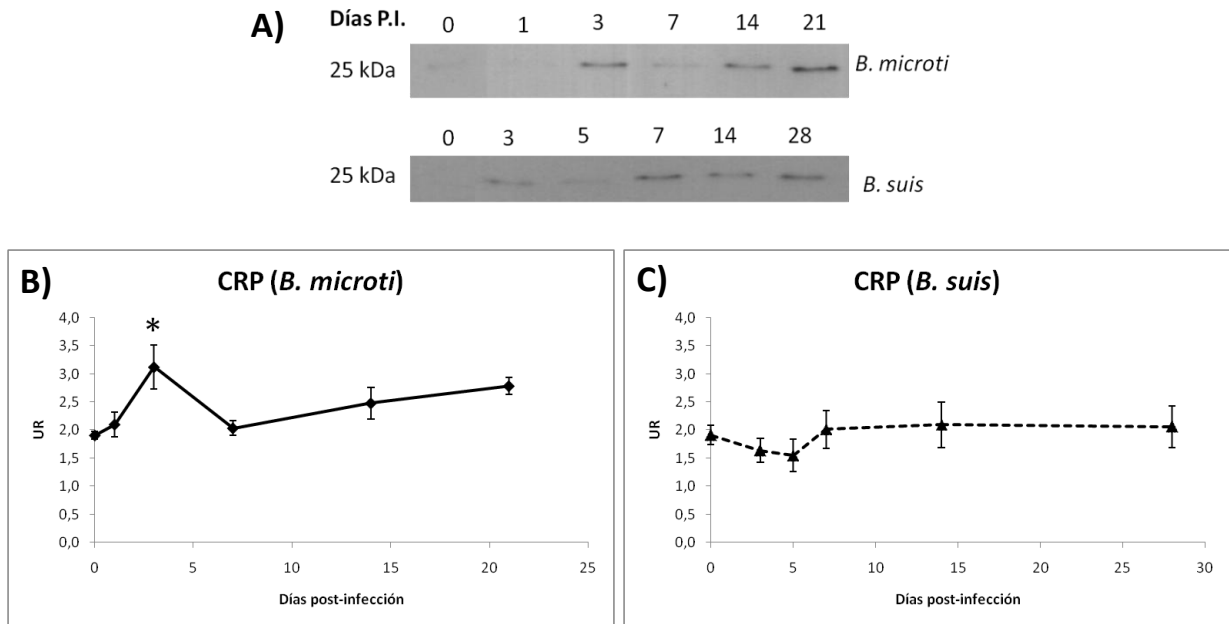 A)
Días P.I. 0 1 3 7 14 21
25 kDa B. microti
0 3 5 7 14 28
25 kDa B. suis
B) CRP (B. microti)
4,0
3,5
3,0
2,5
2,0
1,5
1,0
0,5
0,0
UR
*
0 5 10 15 20 25
Días post-infección
C) CRP (B. suis)
4,0
3,5
3,0
2,5
2,0
1,5
1,0
0,5
0,0
UR
0 5 10 15 20 25 30
Días post-infección